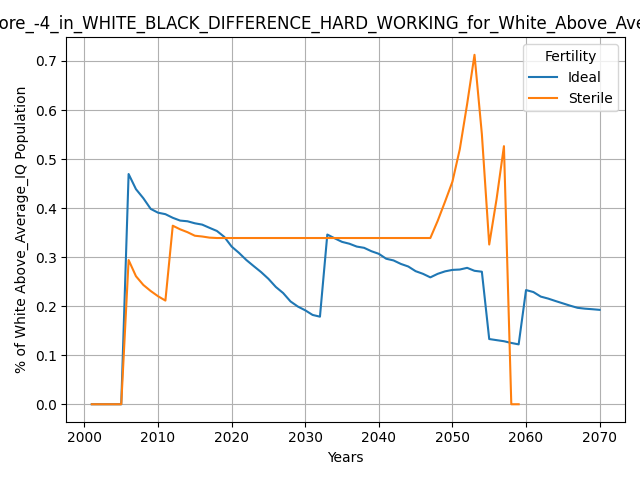 ore_-4_in_WHITE_BLACK_DIFFERENCE_HARD_WORKING_for_White_Above_Ave
Fertility
Ideal
Sterile
% of White Above_Average_IQ Population
0.7
0.6
0.5
0.4
0.3
0.2
0.1
0.0
2000 2010 2020 2030 2040 2050 2060 2070
Years